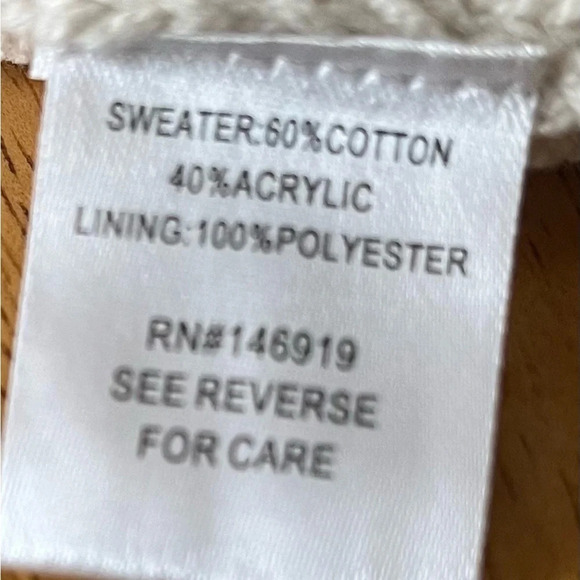 SWEATER:60%COTTON
40%ACRYLIC
LINING:100%POLYESTER
RN#146919
SEE REVERSE
FOR CARE